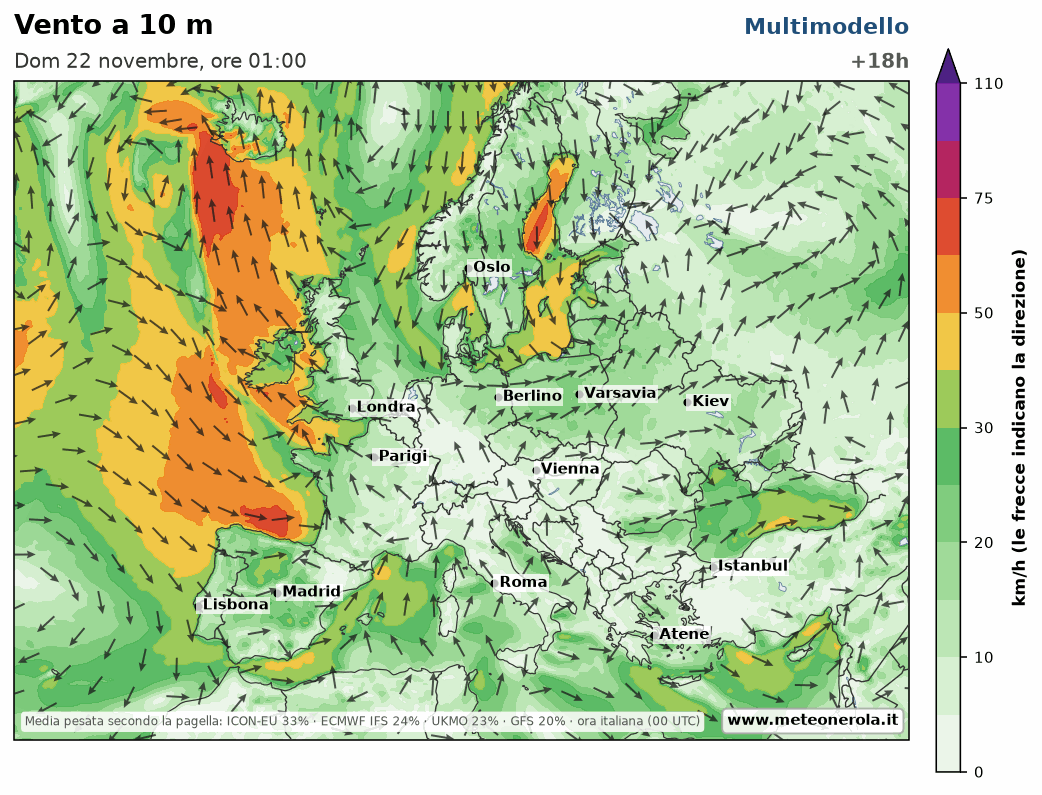 Vento a 10 m
Multimodello
Dom 22 novembre, ore 01:00
+18h
110
75
50
30
20
10
0
km/h (le frecce indicano la direzione)
Oslo
Berlino
Varsavia
Kiev
Londra
Parigi
Vienna
Istanbul
Roma
Madrid
Lisbona
Atene
Media pesata secondo la pagella: ICON-EU 33% · ECMWF IFS 24% · UKMO 23% · GFS 20% · ora italiana (00 UTC)
www.meteonerola.it